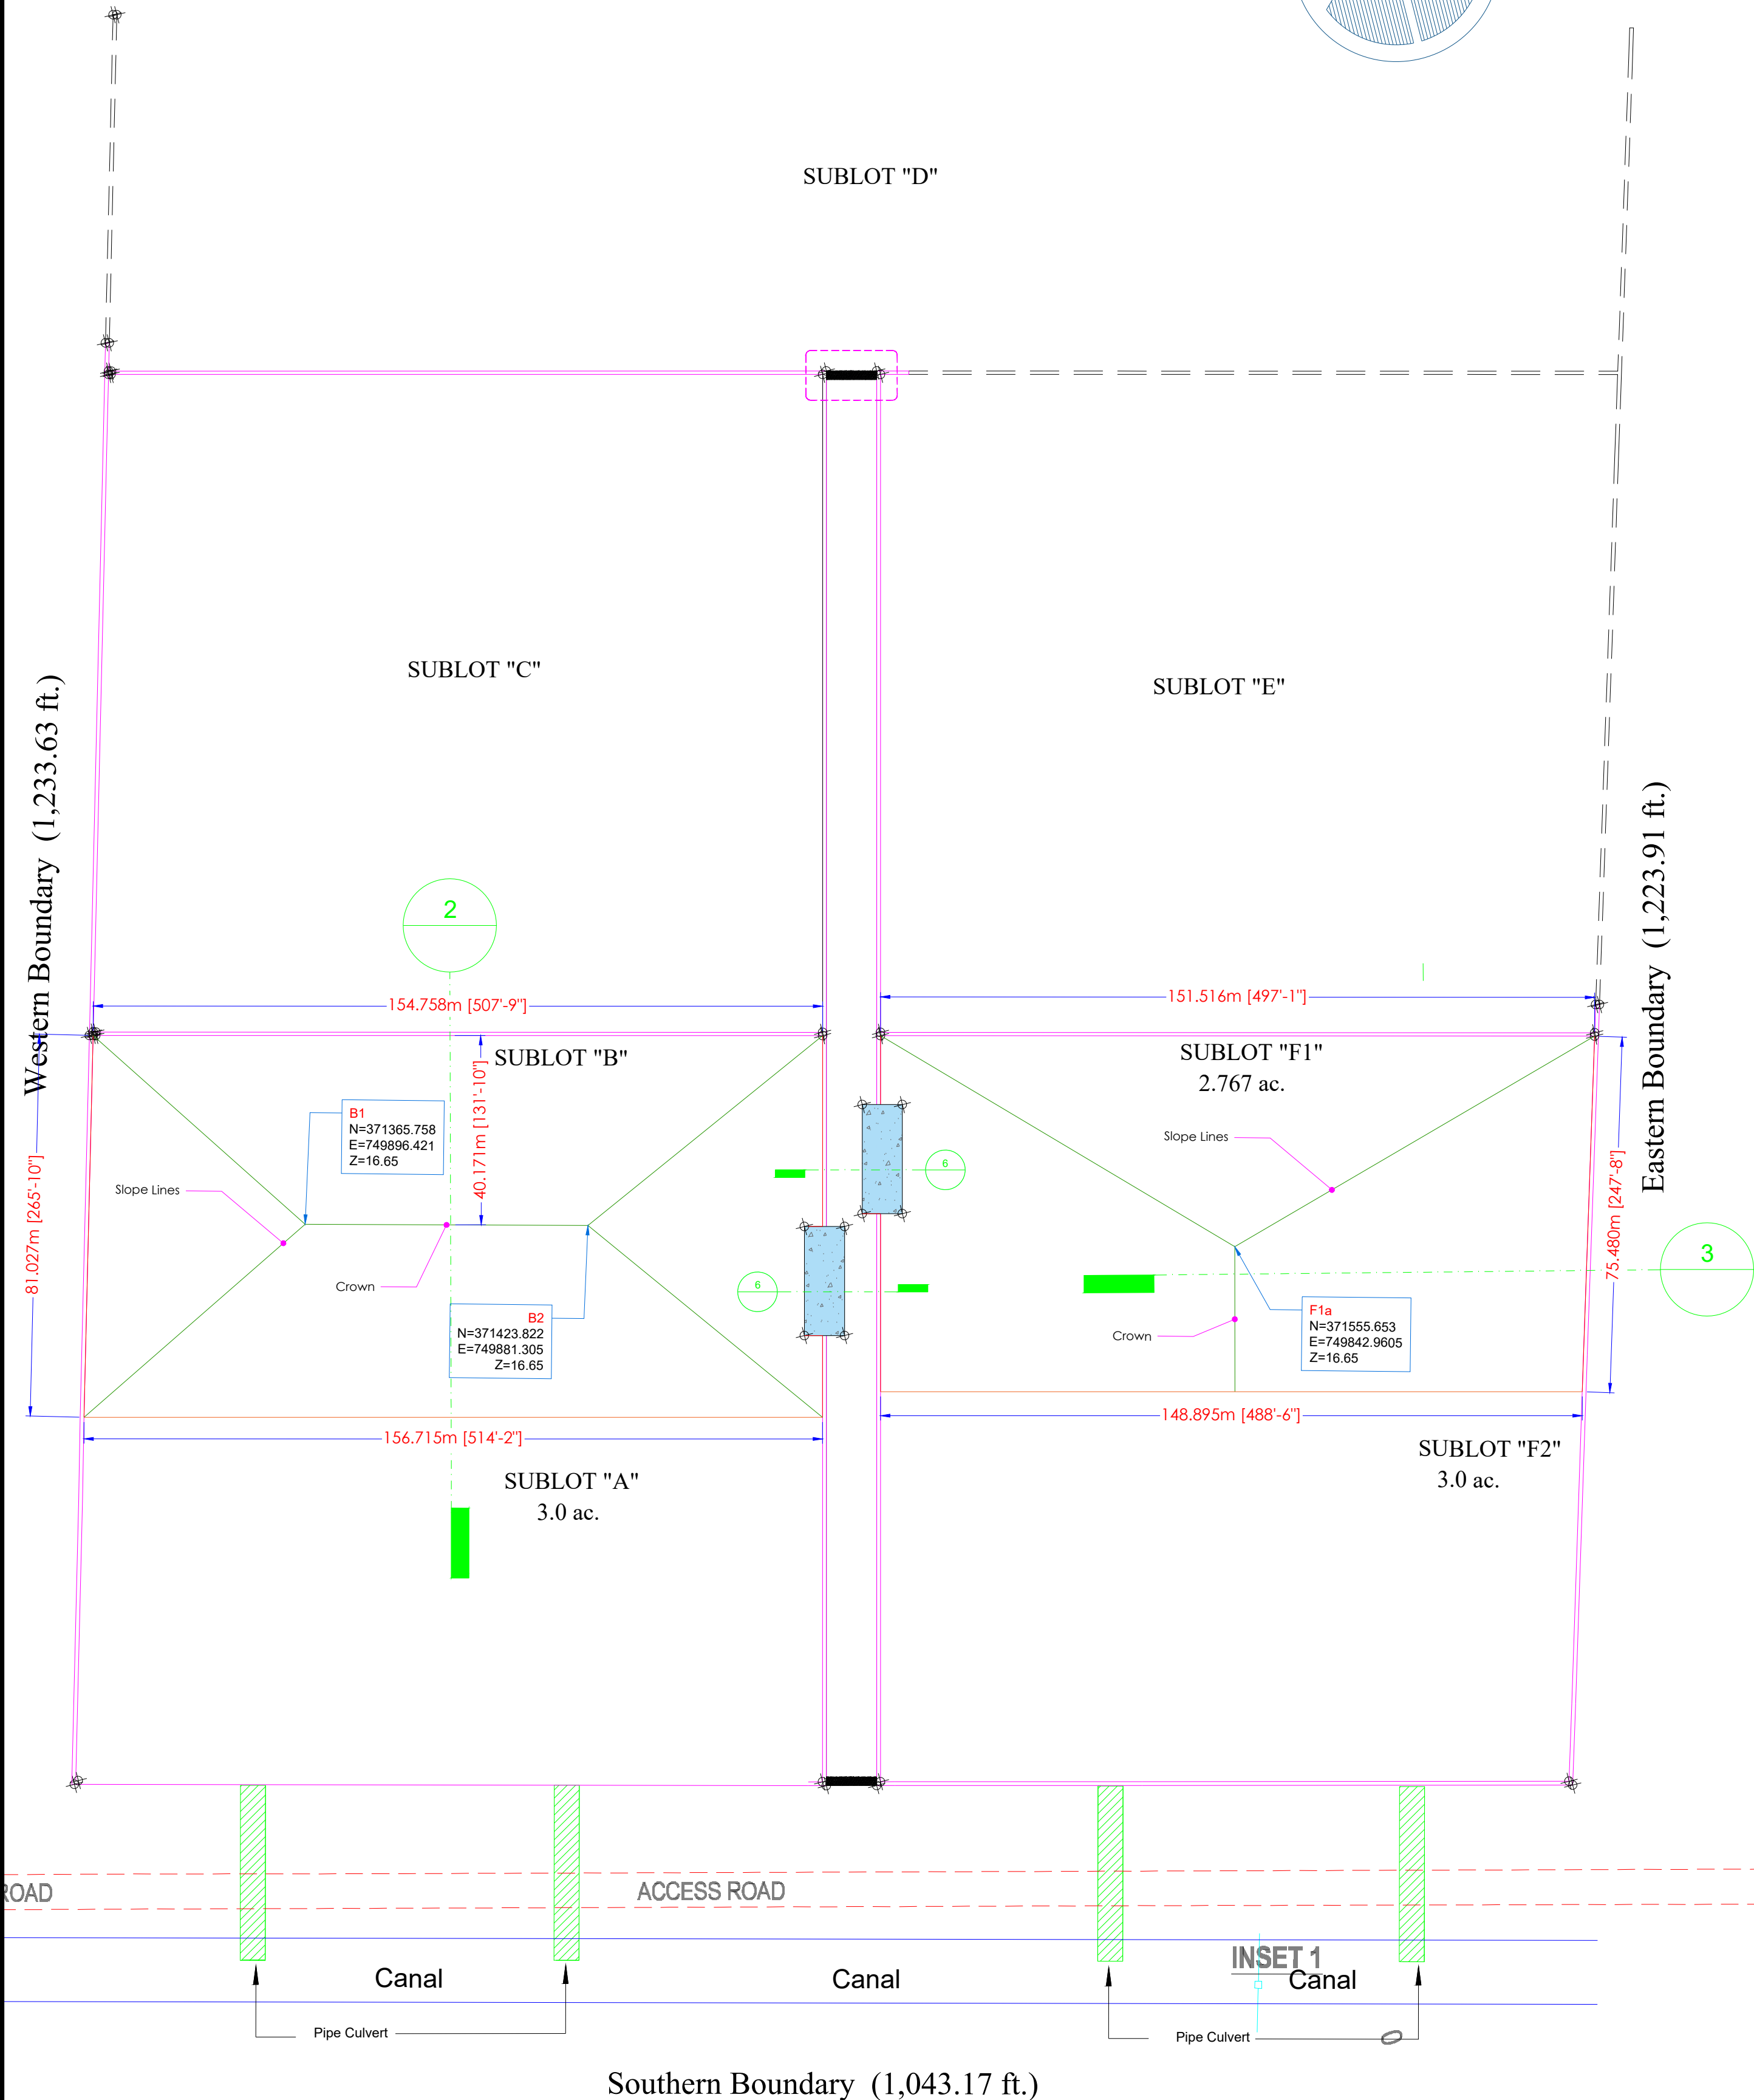 SUBLOT "D"
SUBLOT "C"
SUBLOT "E"
Western Boundary (1,233.63 ft.)
Eastern Boundary (1,223.91 ft.)
2
154.758m [507'-9"]
151.516m [497'-1"]
SUBLOT "B"
SUBLOT "F1"
2.767 ac.
40.171m [131'-10"]
B1
N=371365.758
E=749896.421
Z=16.65
Slope Lines
Slope Lines
6
81.027m [265'-10"]
75.480m [247'-8"]
3
Crown
6
B2
N=371423.822
E=749881.305
Z=16.65
F1a
N=371555.653
E=749842.9605
Z=16.65
Crown
156.715m [514'-2"]
148.895m [488'-6"]
SUBLOT "A"
3.0 ac.
SUBLOT "F2"
3.0 ac.
ROAD
ACCESS ROAD
INSET 1
Canal
Canal
Canal
Pipe Culvert
Pipe Culvert
0
Southern Boundary (1,043.17 ft.)